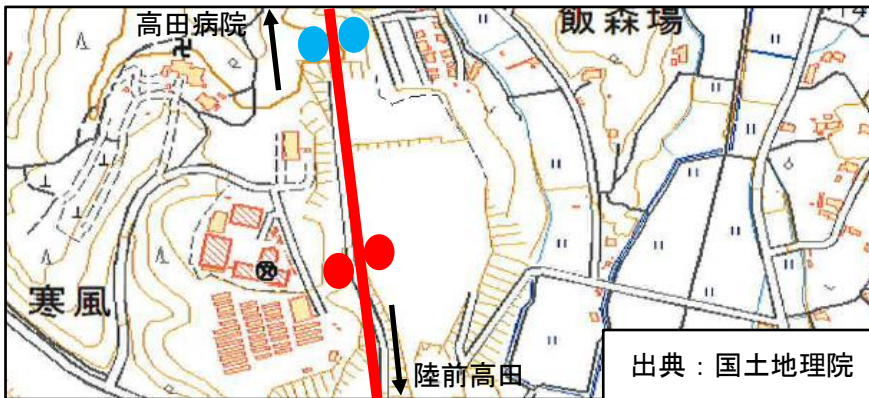 高田病院
飯森場
寒風
陸前高田
出典：国土地理院